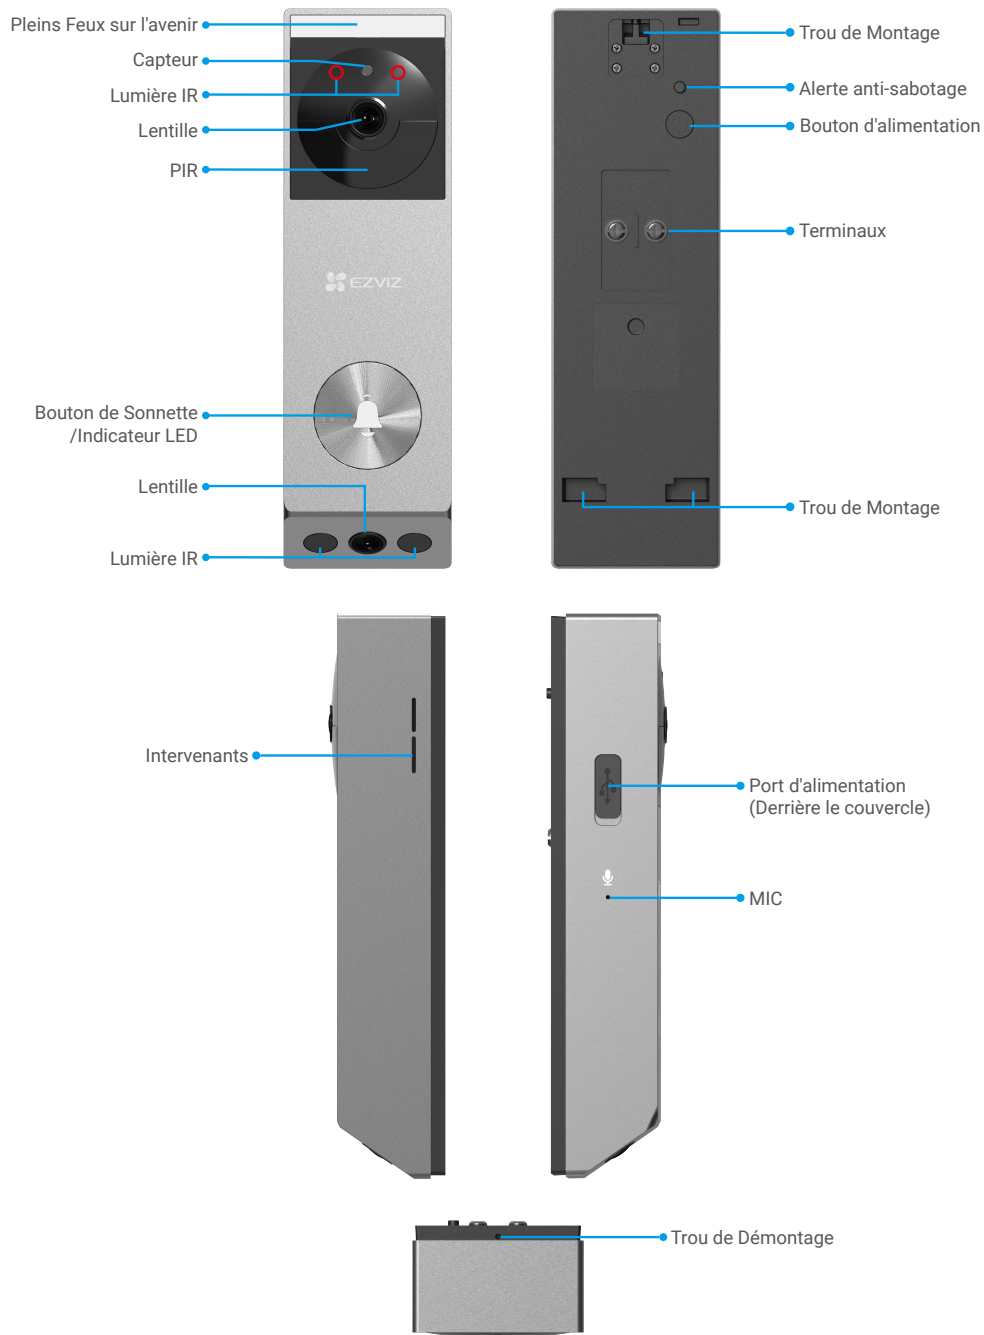 Pleins Feux sur l'avenir
Capteur
Lumière IR
Lentille
PIR
EZVIZ
Bouton de Sonnette
/Indicateur LED
Lentille
Lumière IR
Trou de Montage
Alerte anti-sabotage
Bouton d'alimentation
Terminaux
Trou de Montage
Intervenants
Port d'alimentation
(Derrière le couvercle)
MIC
Trou de Démontage